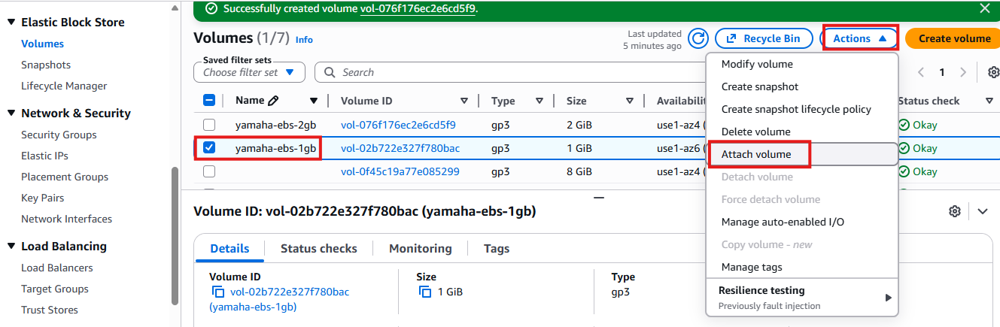 Elastic Block Store
Volumes
Snapshots
Lifecycle Manager
Network & Security
Security Groups
Elastic IPs
Placement Groups
Key Pairs
Network Interfaces
Load Balancing
Load Balancers
Target Groups
Trust Stores
Successfully created volume vol-076f176ec2e6cd5f9.
Volumes (1/7) Info
Last updated
5 minutes ago
Recycle Bin
Actions
Create volume
Saved filter sets
Choose filter set
Search
1
Name Volume ID Type Size Availabilit Status check
yamaha-ebs-2gb vol-076f176ec2e6cd5f9 gp3 2 GiB use1-az4 ( Okay
yamaha-ebs-1gb vol-02b722e327f780bac gp3 1 GiB use1-az6 ( Okay
vol-0f45c19a77e085299 gp3 8 GiB use1-az4 ( Okay
Modify volume
Create snapshot
Create snapshot lifecycle policy
Delete volume
Attach volume
Detach volume
Force detach volume
Manage auto-enabled I/O
Copy volume - new
Manage tags
Resilience testing
Previously fault injection
Volume ID: vol-02b722e327f780bac (yamaha-ebs-1gb)
Details Status checks Monitoring Tags
Volume ID
vol-02b722e327f780bac
(yamaha-ebs-1gb)
Size
1 GiB
Type
gp3